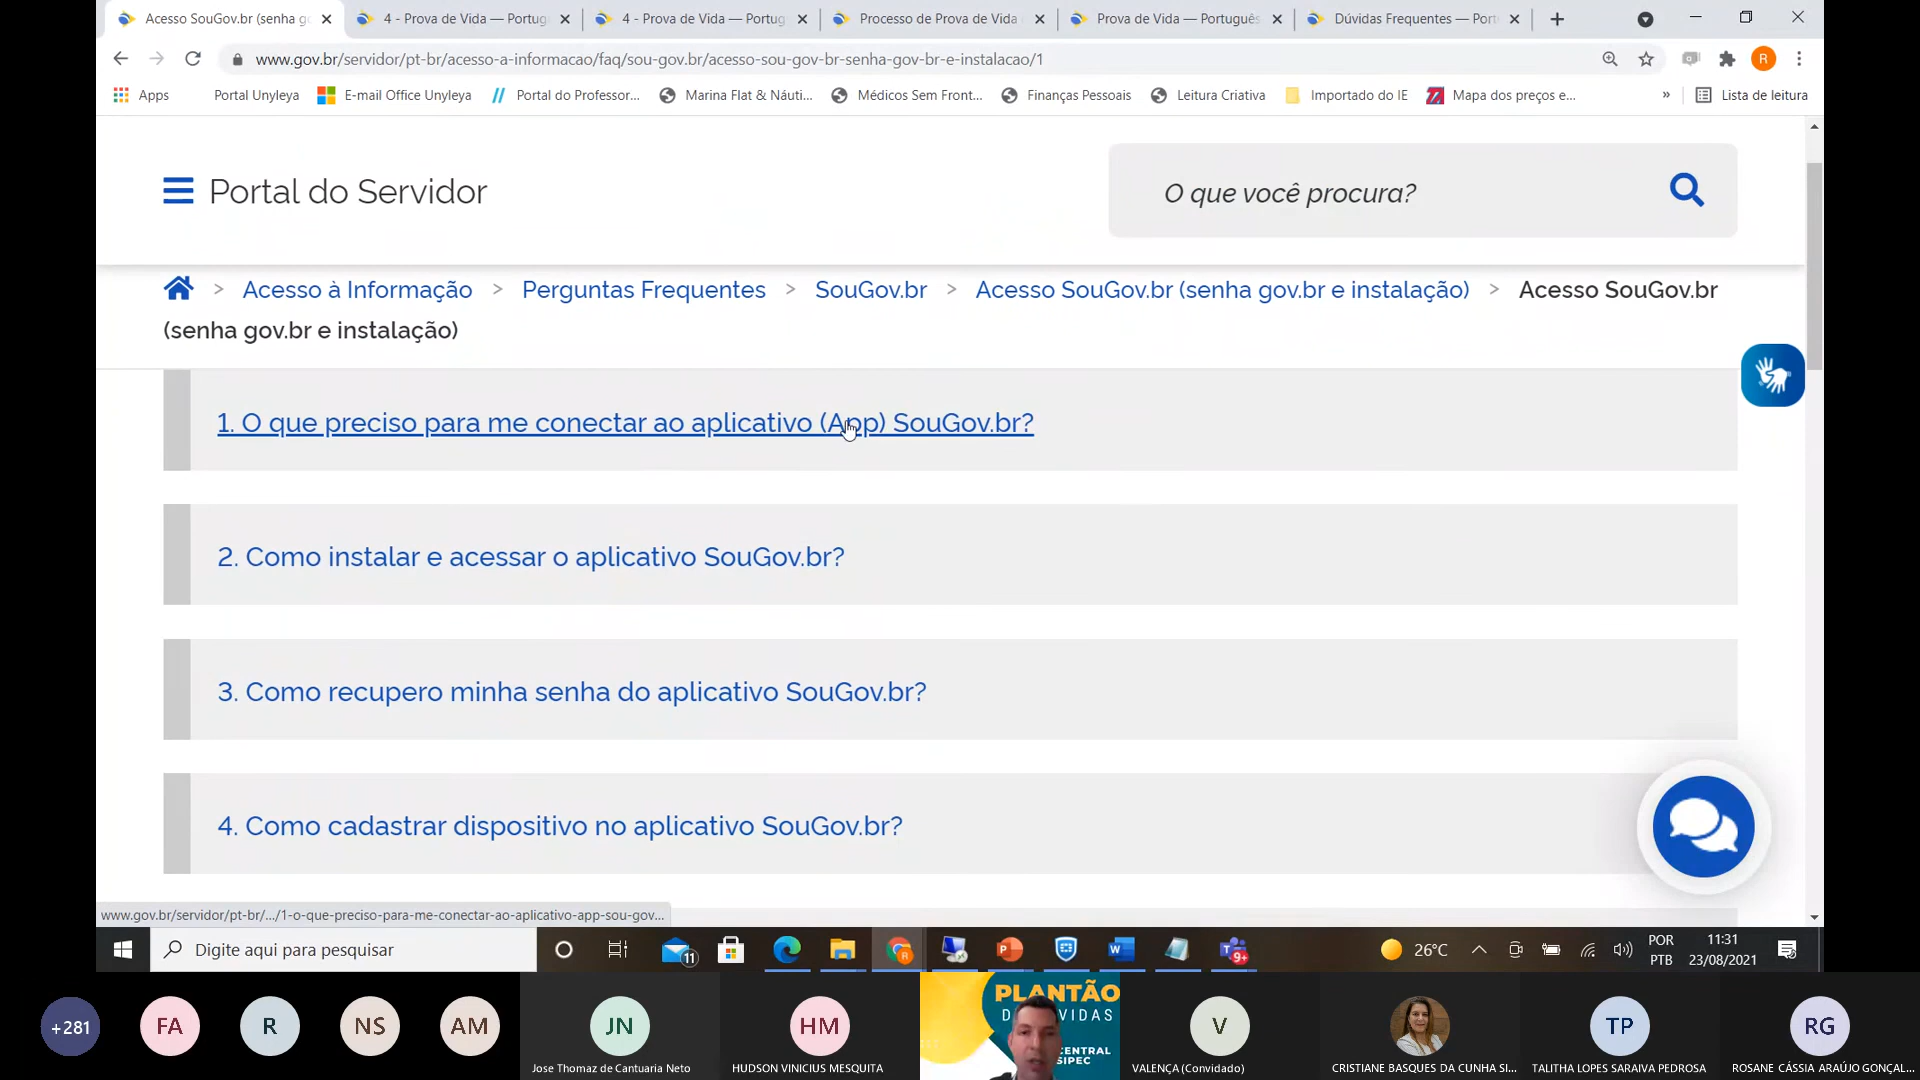 Acesso SouGov.br (senha g
4 - Prova de Vida — Portug
4 - Prova de Vida — Portug
Processo de Prova de Vida
Prova de Vida — Português
Dúvidas Frequentes — Port
www.gov.br/servidor/pt-br/acesso-a-informacao/faq/sou-gov.br/acesso-sou-gov-br-senha-gov-br-e-instalacao/1
R
Apps
Portal Unyleya
E-mail Office Unyleya
Portal do Professor...
Marina Flat & Náuti...
Médicos Sem Front...
Finanças Pessoais
Leitura Criativa
Importado do IE
Mapa dos preços e...
»
Lista de leitura
Portal do Servidor
O que você procura?
> Acesso à Informação > Perguntas Frequentes > SouGov.br > Acesso SouGov.br (senha gov.br e instalação) > Acesso SouGov.br
(senha gov.br e instalação)
1. O que preciso para me conectar ao aplicativo (App) SouGov.br?
2. Como instalar e acessar o aplicativo SouGov.br?
3. Como recupero minha senha do aplicativo SouGov.br?
4. Como cadastrar dispositivo no aplicativo SouGov.br?
www.gov.br/servidor/pt-br/.../1-o-que-preciso-para-me-conectar-ao-aplicativo-app-sou-gov...
Digite aqui para pesquisar
11
R
9+
26°C
POR
PTB
11:31
23/08/2021
+281
FA
R
NS
AM
JN
Jose Thomaz de Cantuaria Neto
HM
HUDSON VINICIUS MESQUITA
PLANTÃO
CENTRAL
SIPEC
V
VALENÇA (Convidado)
CRISTIANE BASQUES DA CUNHA SI...
TP
TALITHA LOPES SARAIVA PEDROSA
RG
ROSANE CÁSSIA ARAÚJO GONÇAL...